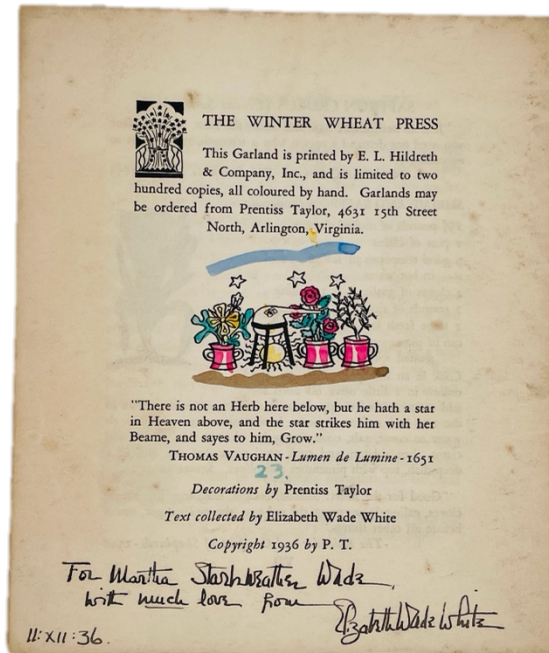 THE WINTER WHEAT PRESS
This Garland is printed by E. L. Hildreth
& Company, Inc., and is limited to two
hundred copies, all coloured by hand. Garlands may
be ordered from Prentiss Taylor, 4631 15th Street
North, Arlington, Virginia.
"There is not an Herb here below, but he hath a star
in Heaven above, and the star strikes him with her
Beame, and sayes to him, Grow."
THOMAS VAUGHAN - Lumen de Lumine - 1651
23.
Decorations by Prentiss Taylor
Text collected by Elizabeth Wade White
Copyright 1936 by P. T.
For Martha Starkweather Wade,
with much love from
Elizabeth Wade White
11:XII:36.